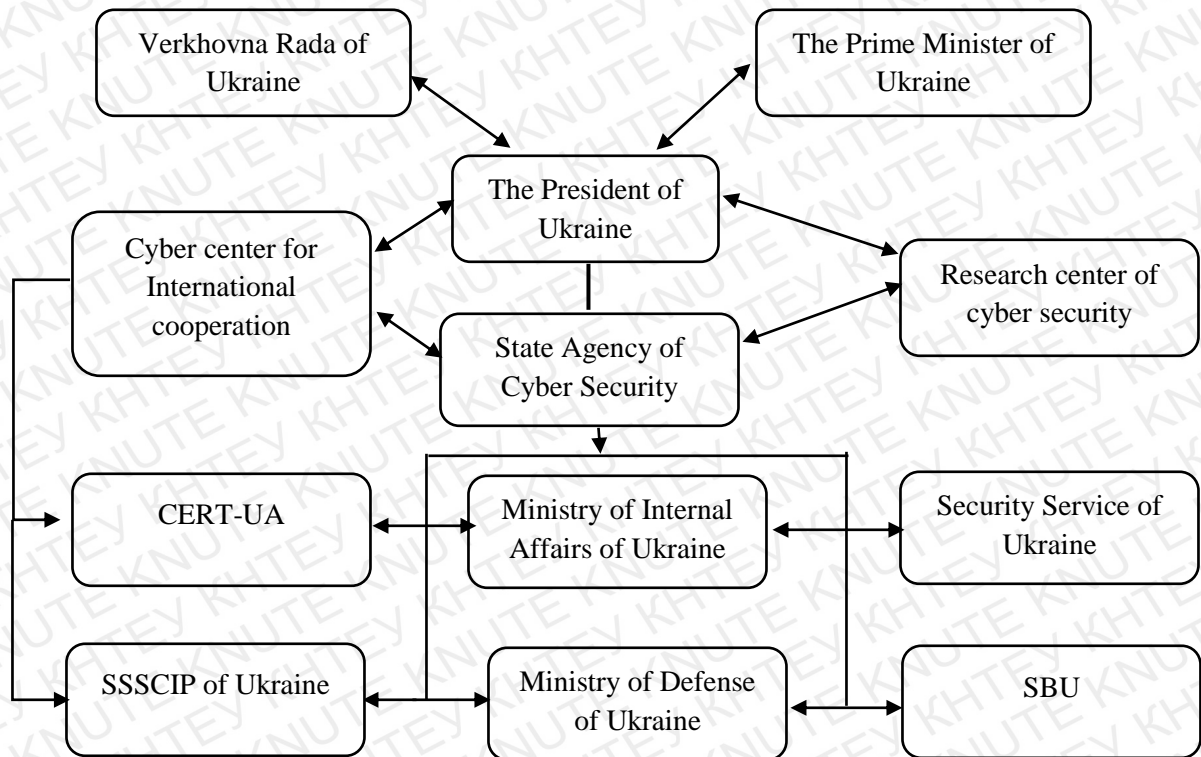 Verkhovna Rada of
Ukraine
The Prime Minister of
Ukraine
The President of
Ukraine
Cyber center for
International
cooperation
Research center of
cyber security
State Agency of
Cyber Security
CERT-UA
Ministry of Internal
Affairs of Ukraine
Security Service of
Ukraine
SSSCIP of Ukraine
Ministry of Defense
of Ukraine
SBU